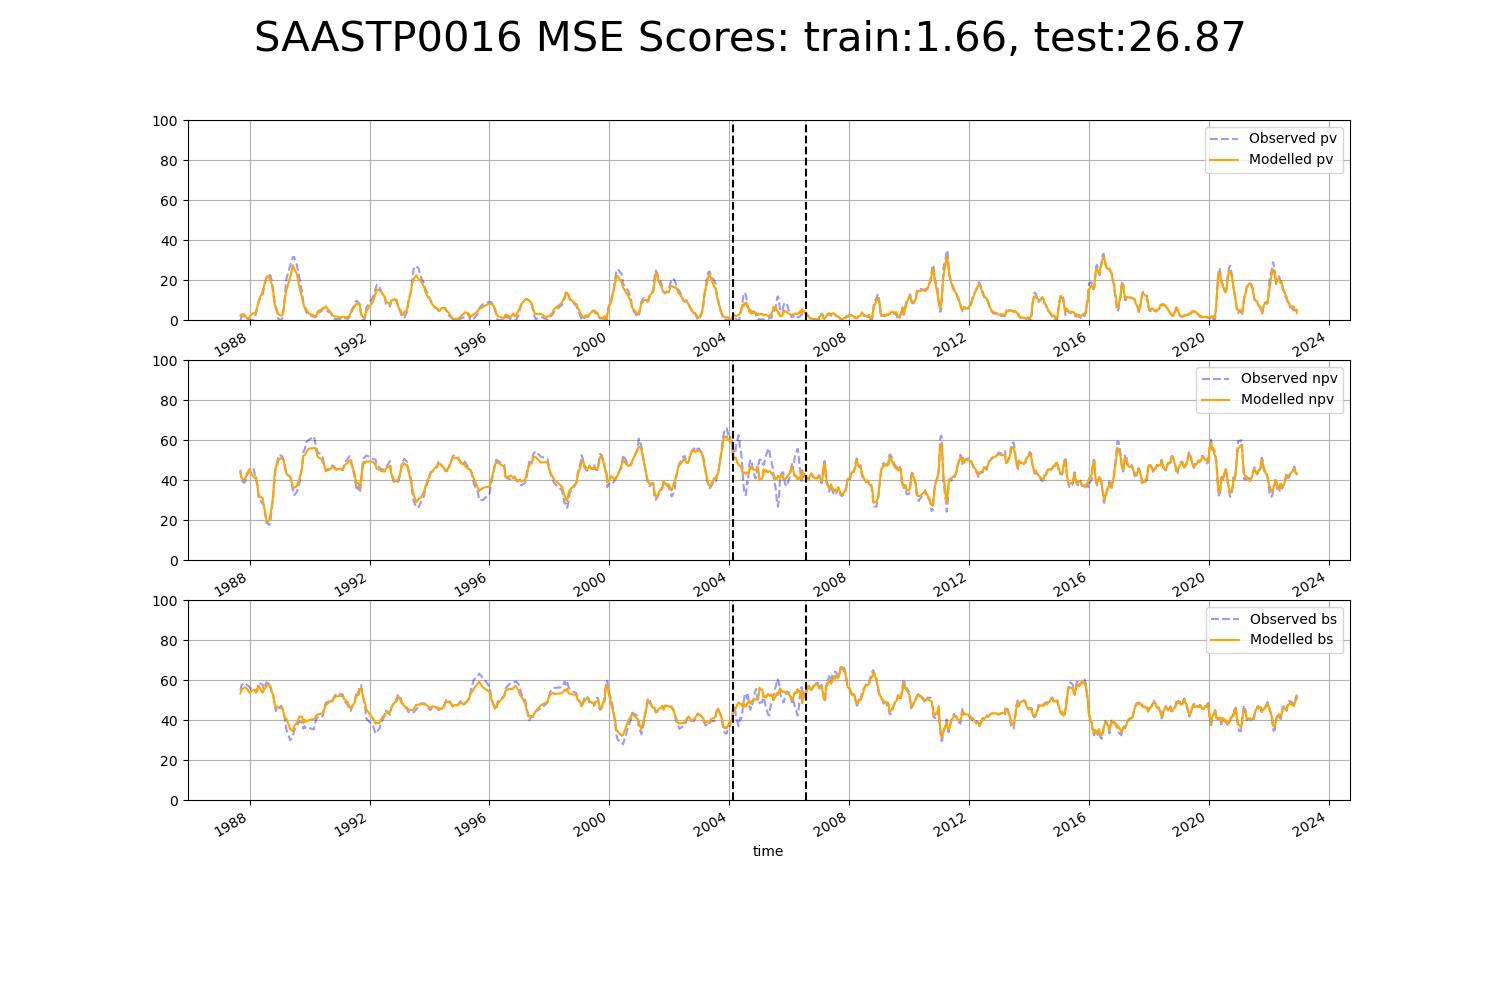 SAASTP0016 MSE Scores: train:1.66, test:26.87
100
80
60
40
20
0
Observed pv
Modelled pv
1988 1992 1996 2000 2004 2008 2012 2016 2020 2024
100
80
60
40
20
0
Observed npv
Modelled npv
1988 1992 1996 2000 2004 2008 2012 2016 2020 2024
100
80
60
40
20
0
Observed bs
Modelled bs
1988 1992 1996 2000 2004 2008 2012 2016 2020 2024
time